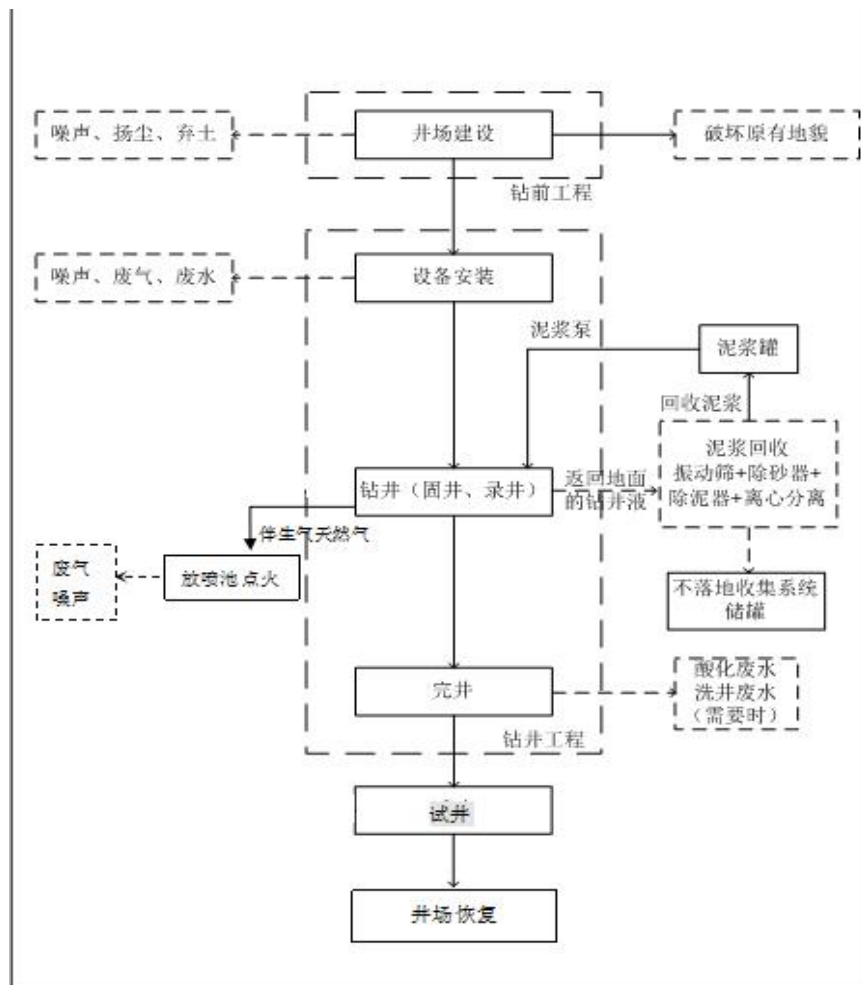 噪声、扬尘、弃土
井场建设
破坏原有地貌
钻前工程
噪声、废气、废水
设备安装
泥浆泵
泥浆罐
回收泥浆
泥浆回收
振动筛+除砂器+
除泥器+离心分离
钻井（固井、录井）
返回地面
的钻井液
伴生气天然气
废气
噪声
放喷池点火
不落地收集系统
储罐
完井
酸化废水
洗井废水
（需要时）
钻井工程
试井
井场恢复